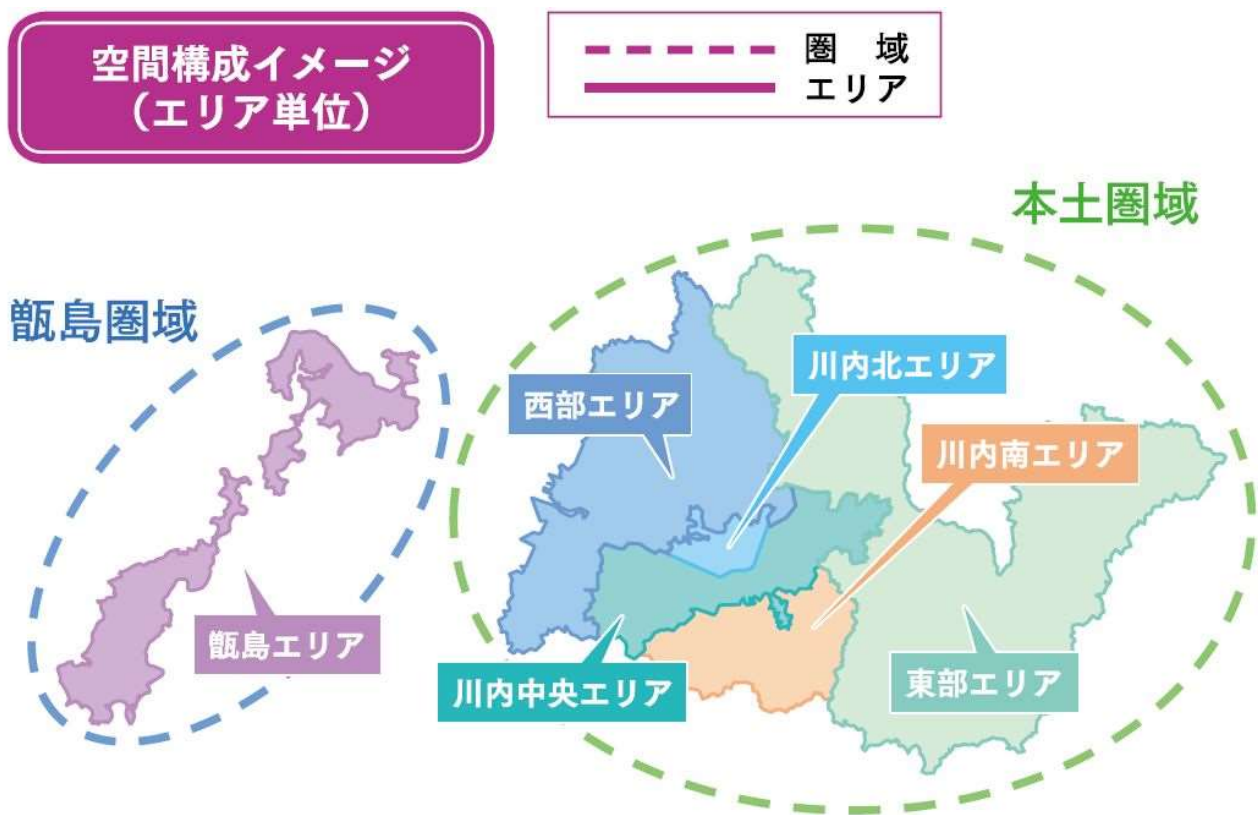 空間構成イメージ
（エリア単位）
圏　域
エリア
本土圏域
甑島圏域
川内北エリア
西部エリア
川内南エリア
甑島エリア
川内中央エリア
東部エリア